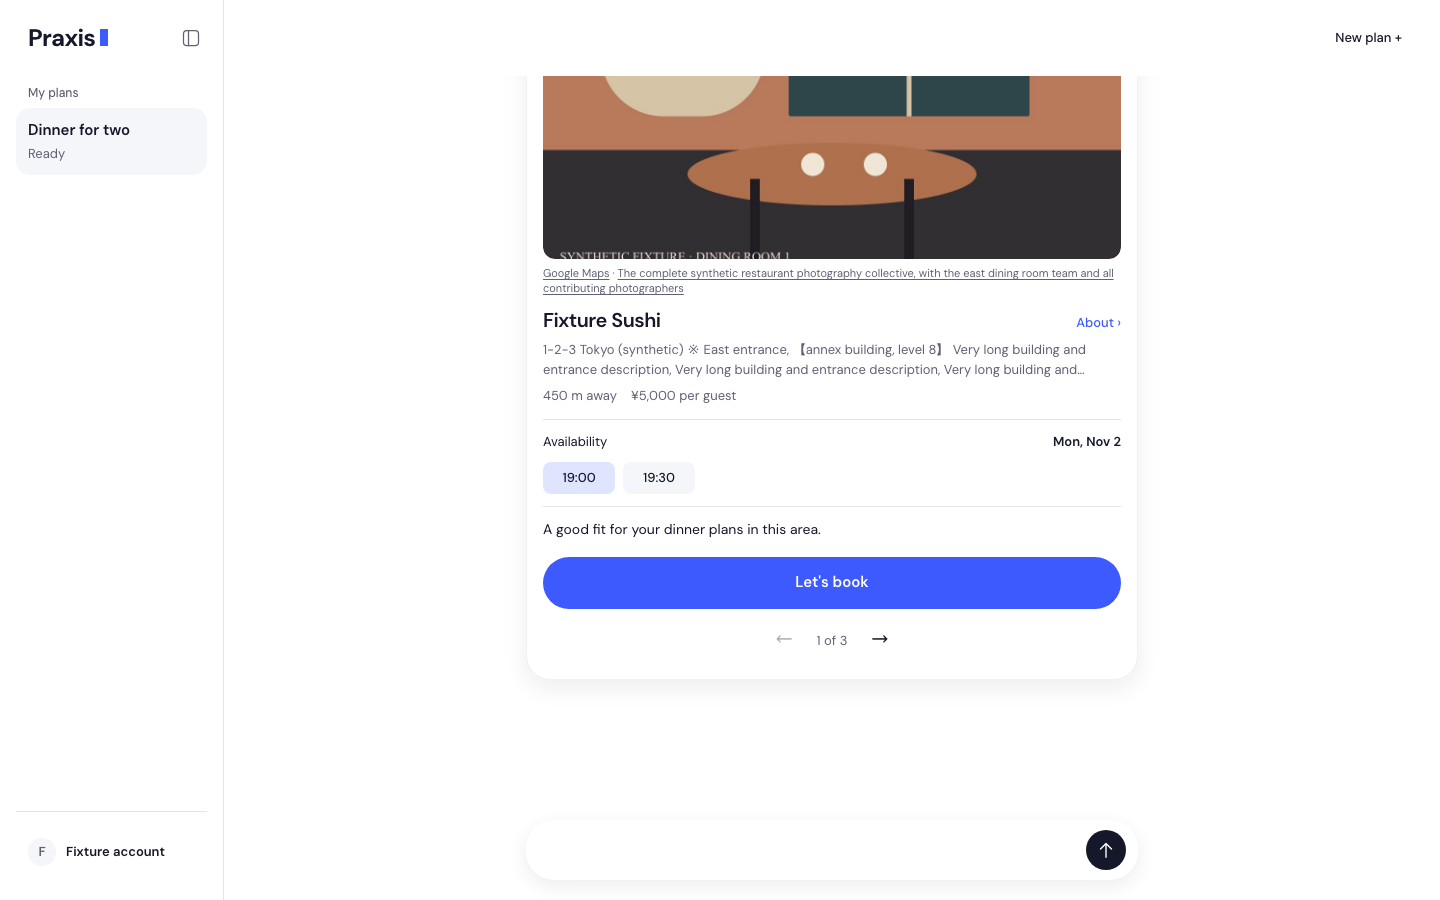 Praxis
New plan +
My plans
Dinner for two
Ready
SYNTHETIC FIXTURE · DINING ROOM 1
Google Maps · The complete synthetic restaurant photography collective, with the east dining room team and all
contributing photographers
Fixture Sushi
About ›
1-2-3 Tokyo (synthetic) ※ East entrance, 【annex building, level 8】 Very long building and
entrance description, Very long building and entrance description, Very long building and…
450 m away ¥5,000 per guest
Availability
Mon, Nov 2
19:00 19:30
A good fit for your dinner plans in this area.
Let's book
← 1 of 3 →
F Fixture account